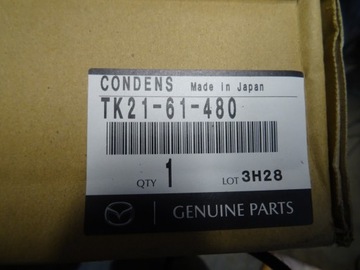 CONDENS Made in Japan
TK21-61-480
QTY 1 LOT 3H28
GENUINE PARTS